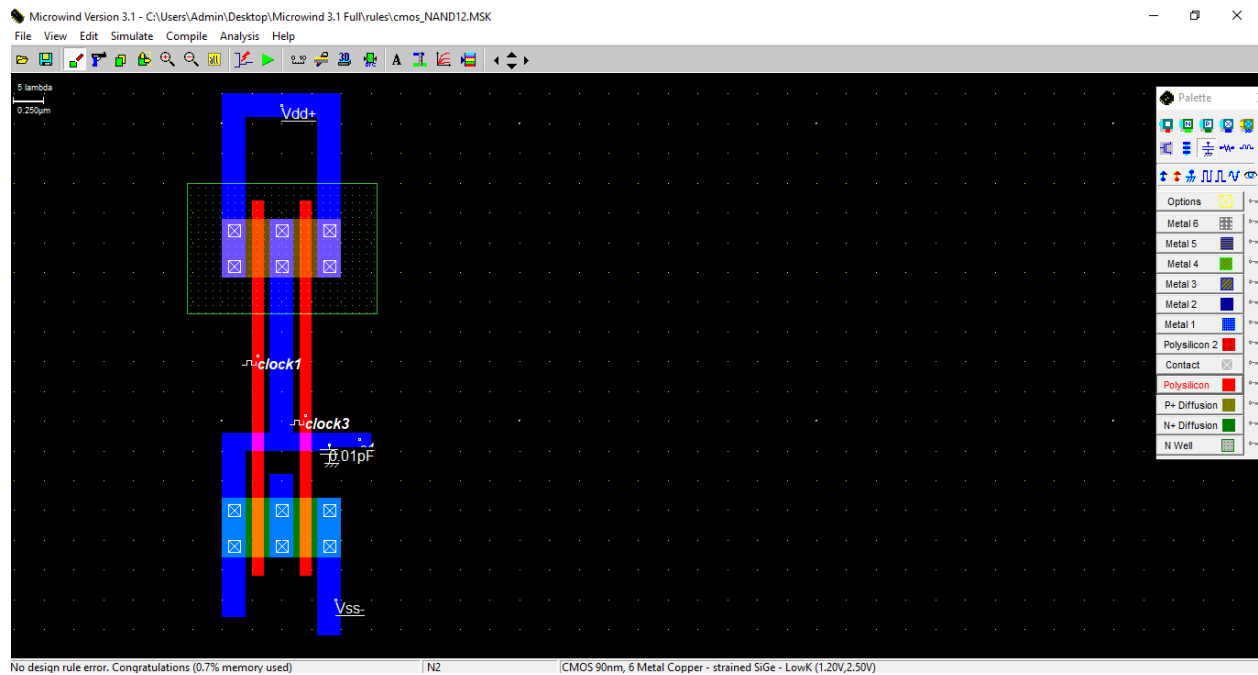 Microwind Version 3.1 - C:\Users\Admin\Desktop\Microwind 3.1 Full\rules\cmos_NAND12.MSK
File View Edit Simulate Compile Analysis Help
5 lambda
0.250µm
Vdd+
clock1
clock3
0.01pF
Vss-
Palette
Options
Metal 6
Metal 5
Metal 4
Metal 3
Metal 2
Metal 1
Polysilicon 2
Contact
Polysilicon
P+ Diffusion
N+ Diffusion
N Well
No design rule error. Congratulations (0.7% memory used) N2 CMOS 90nm, 6 Metal Copper - strained SiGe - LowK (1.20V,2.50V)